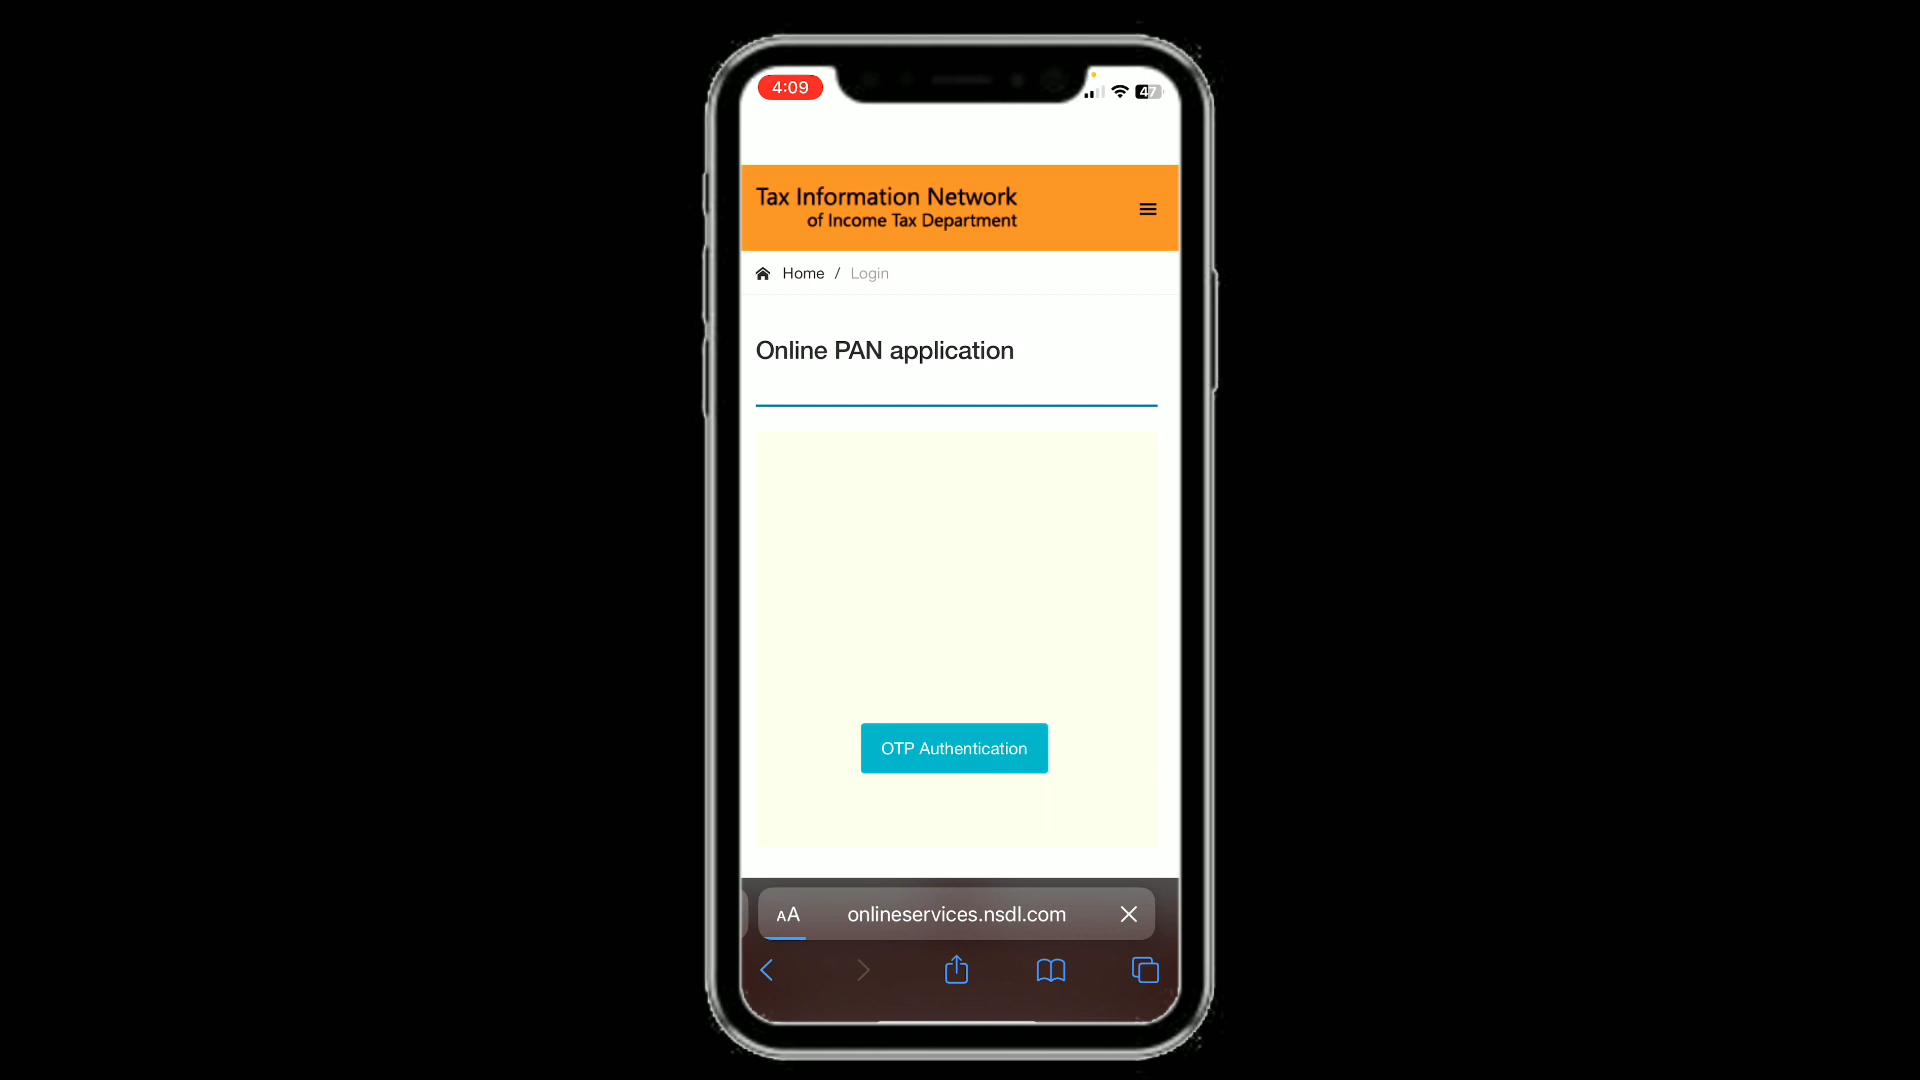 4:09
47
Tax Information Network
of Income Tax Department
Home / Login
Online PAN application
OTP Authentication
AA onlineservices.nsdl.com